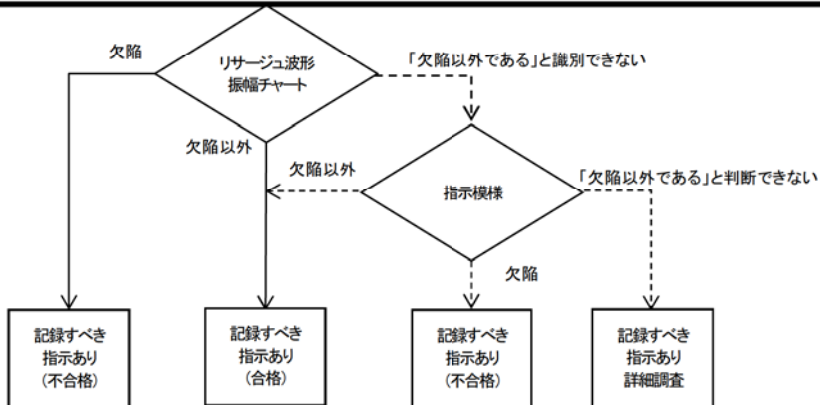 欠陥
リサージュ波形
振幅チャート
「欠陥以外である」と識別できない
欠陥以外
欠陥以外
指示模様
「欠陥以外である」と判断できない
欠陥
記録すべき
指示あり
(不合格)
記録すべき
指示あり
(合格)
記録すべき
指示あり
(不合格)
記録すべき
指示あり
詳細調査